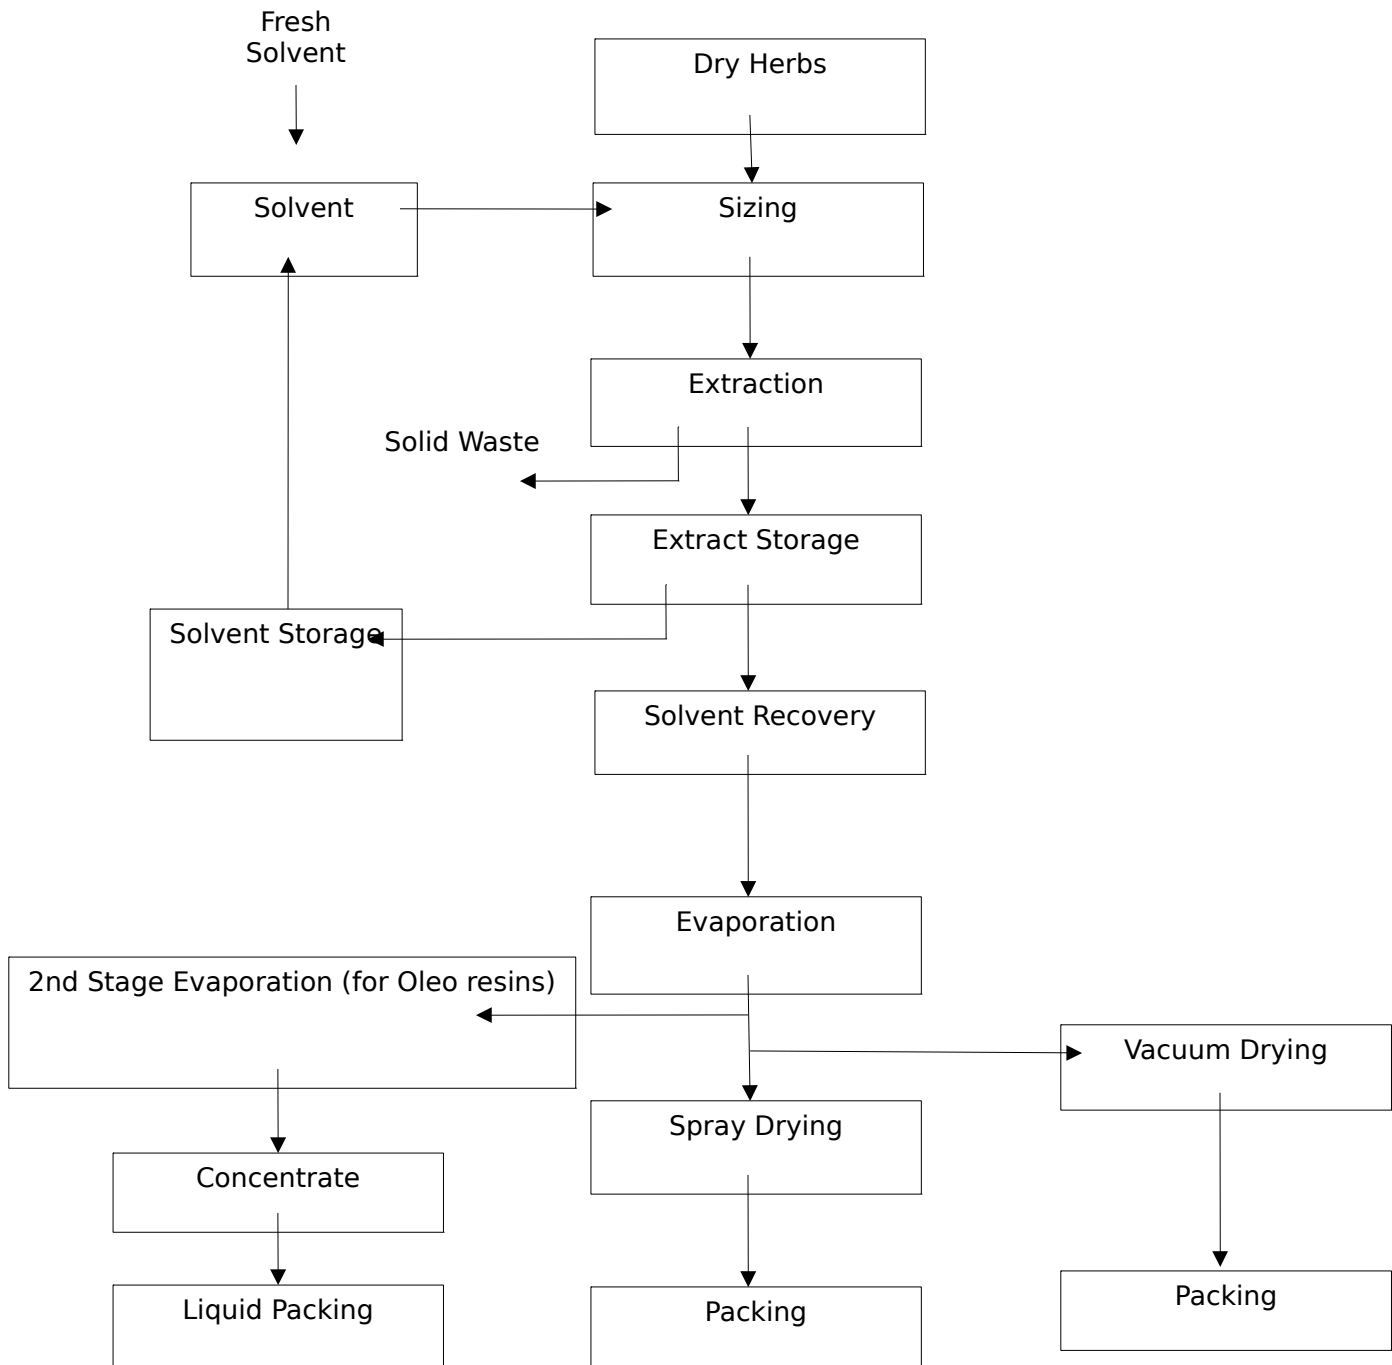 Fresh
Solvent
Dry Herbs
Solvent
Sizing
Extraction
Solid Waste
Extract Storage
Solvent Storage
Solvent Recovery
Evaporation
2nd Stage Evaporation (for Oleo resins)
Vacuum Drying
Spray Drying
Concentrate
Packing
Liquid Packing
Packing